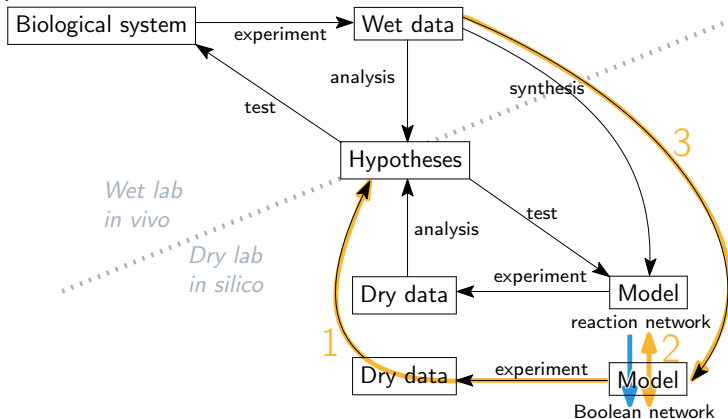 Biological system
experiment
Wet data
analysis
synthesis
test
3
Hypotheses
Wet lab
in vivo
test
analysis
Dry lab
in silico
experiment
Dry data
Model
reaction network
1
2
experiment
Dry data
Model
Boolean network